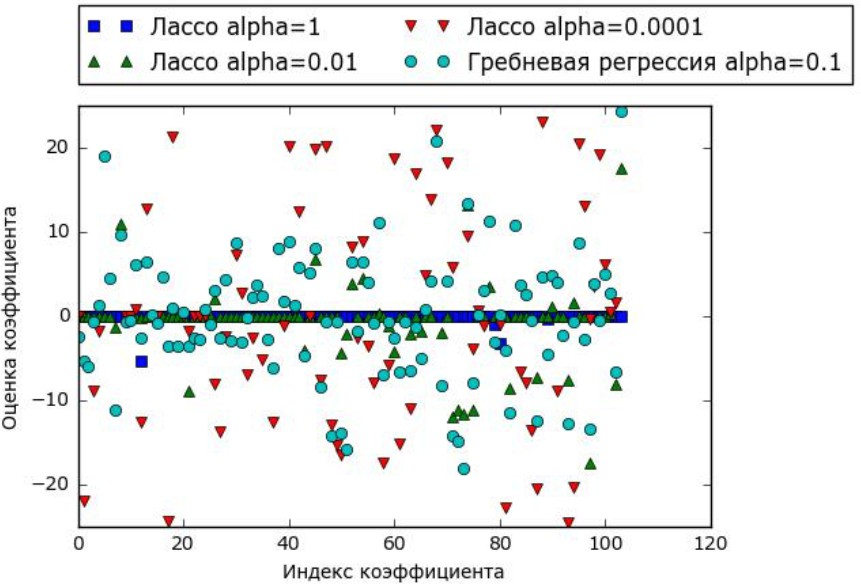 Лассо alpha=1
Лассо alpha=0.0001
Лассо alpha=0.01
Гребневая регрессия alpha=0.1
Оценка коэффициента
20
10
0
−10
−20
0 20 40 60 80 100 120
Индекс коэффициента